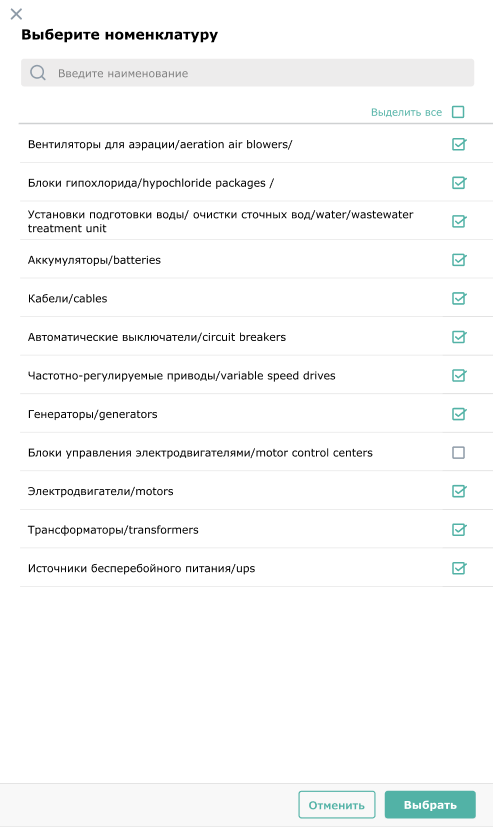 Выберите номенклатуру
Введите наименование
Выделить все
Вентиляторы для аэрации/aeration air blowers/
Блоки гипохлорида/hypochloride packages /
Установки подготовки воды/ очистки сточных вод/water/wastewater
treatment unit
Аккумуляторы/batteries
Кабели/cables
Автоматические выключатели/circuit breakers
Частотно-регулируемые приводы/variable speed drives
Генераторы/generators
Блоки управления электродвигателями/motor control centers
Электродвигатели/motors
Трансформаторы/transformers
Источники бесперебойного питания/ups
Отменить
Выбрать